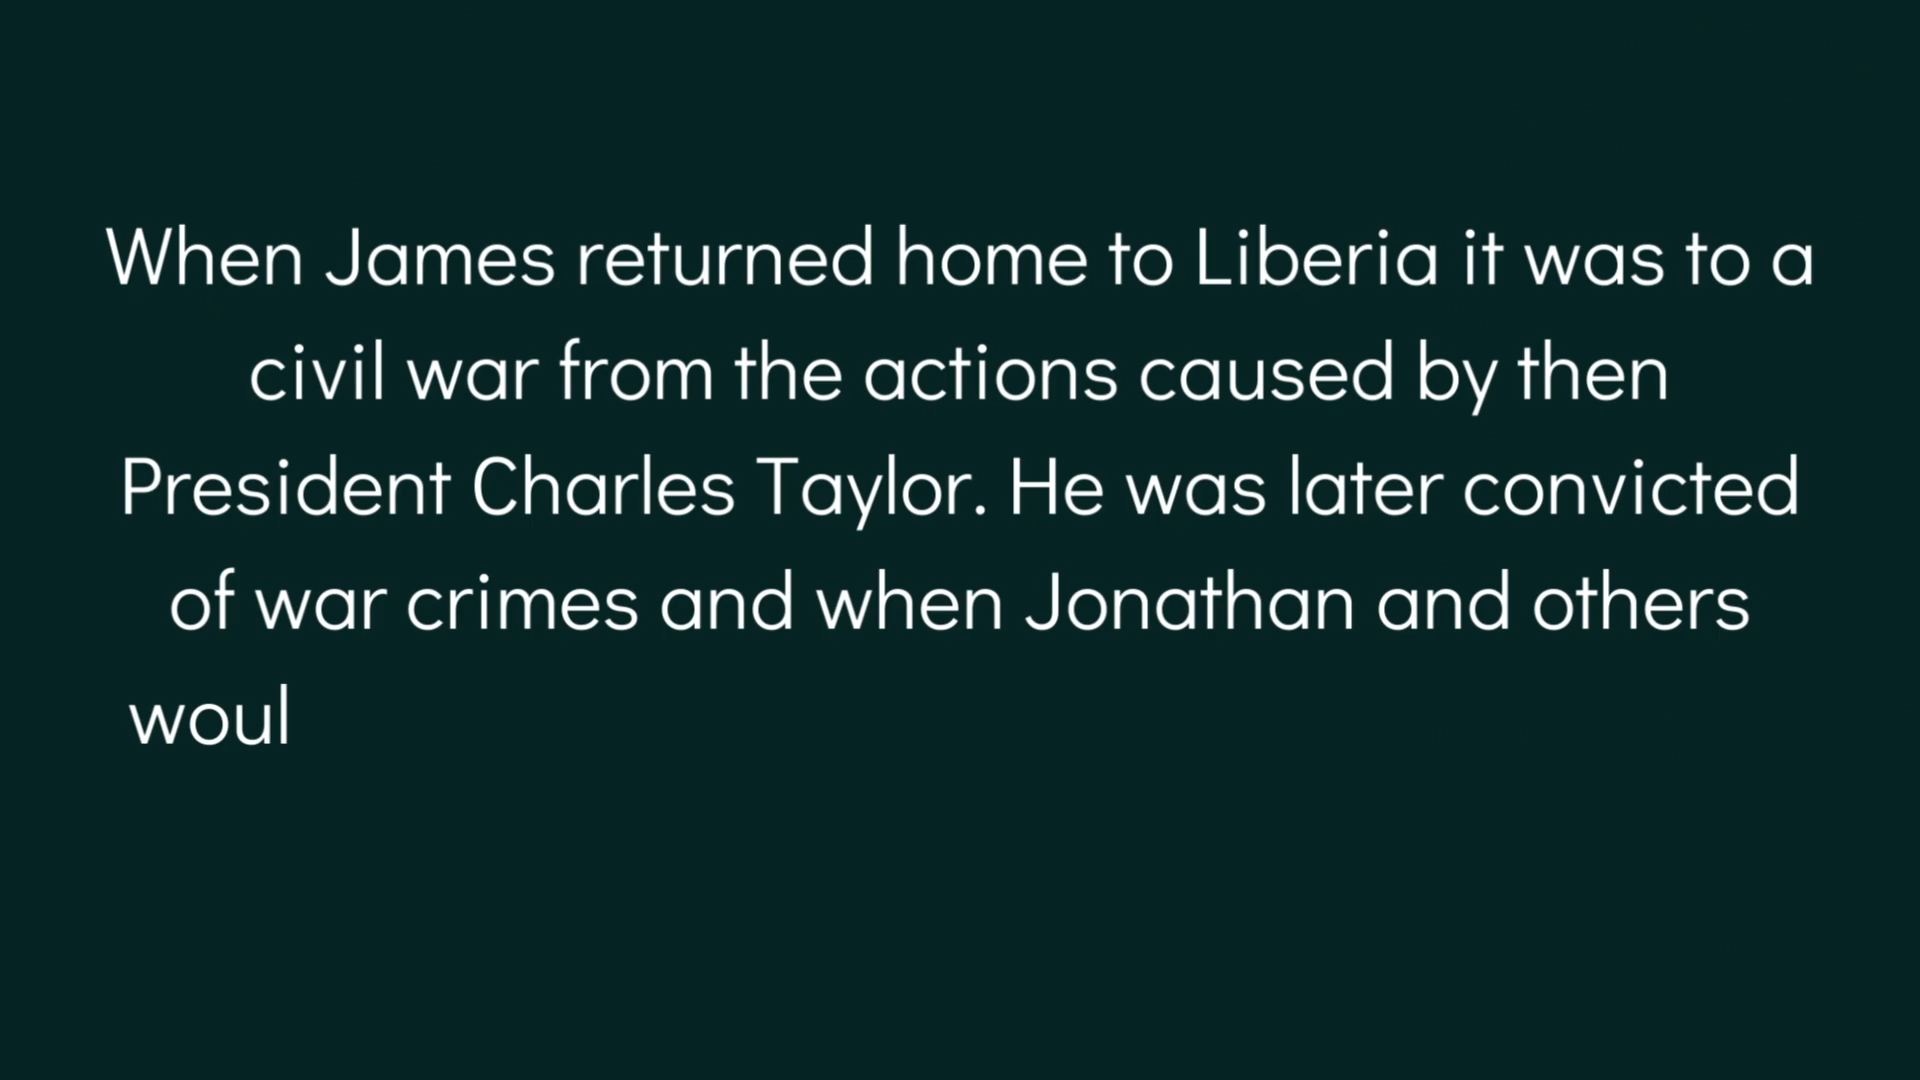 When James returned home to Liberia it was to a
civil war from the actions caused by then
President Charles Taylor. He was later convicted
of war crimes and when Jonathan and others
woul